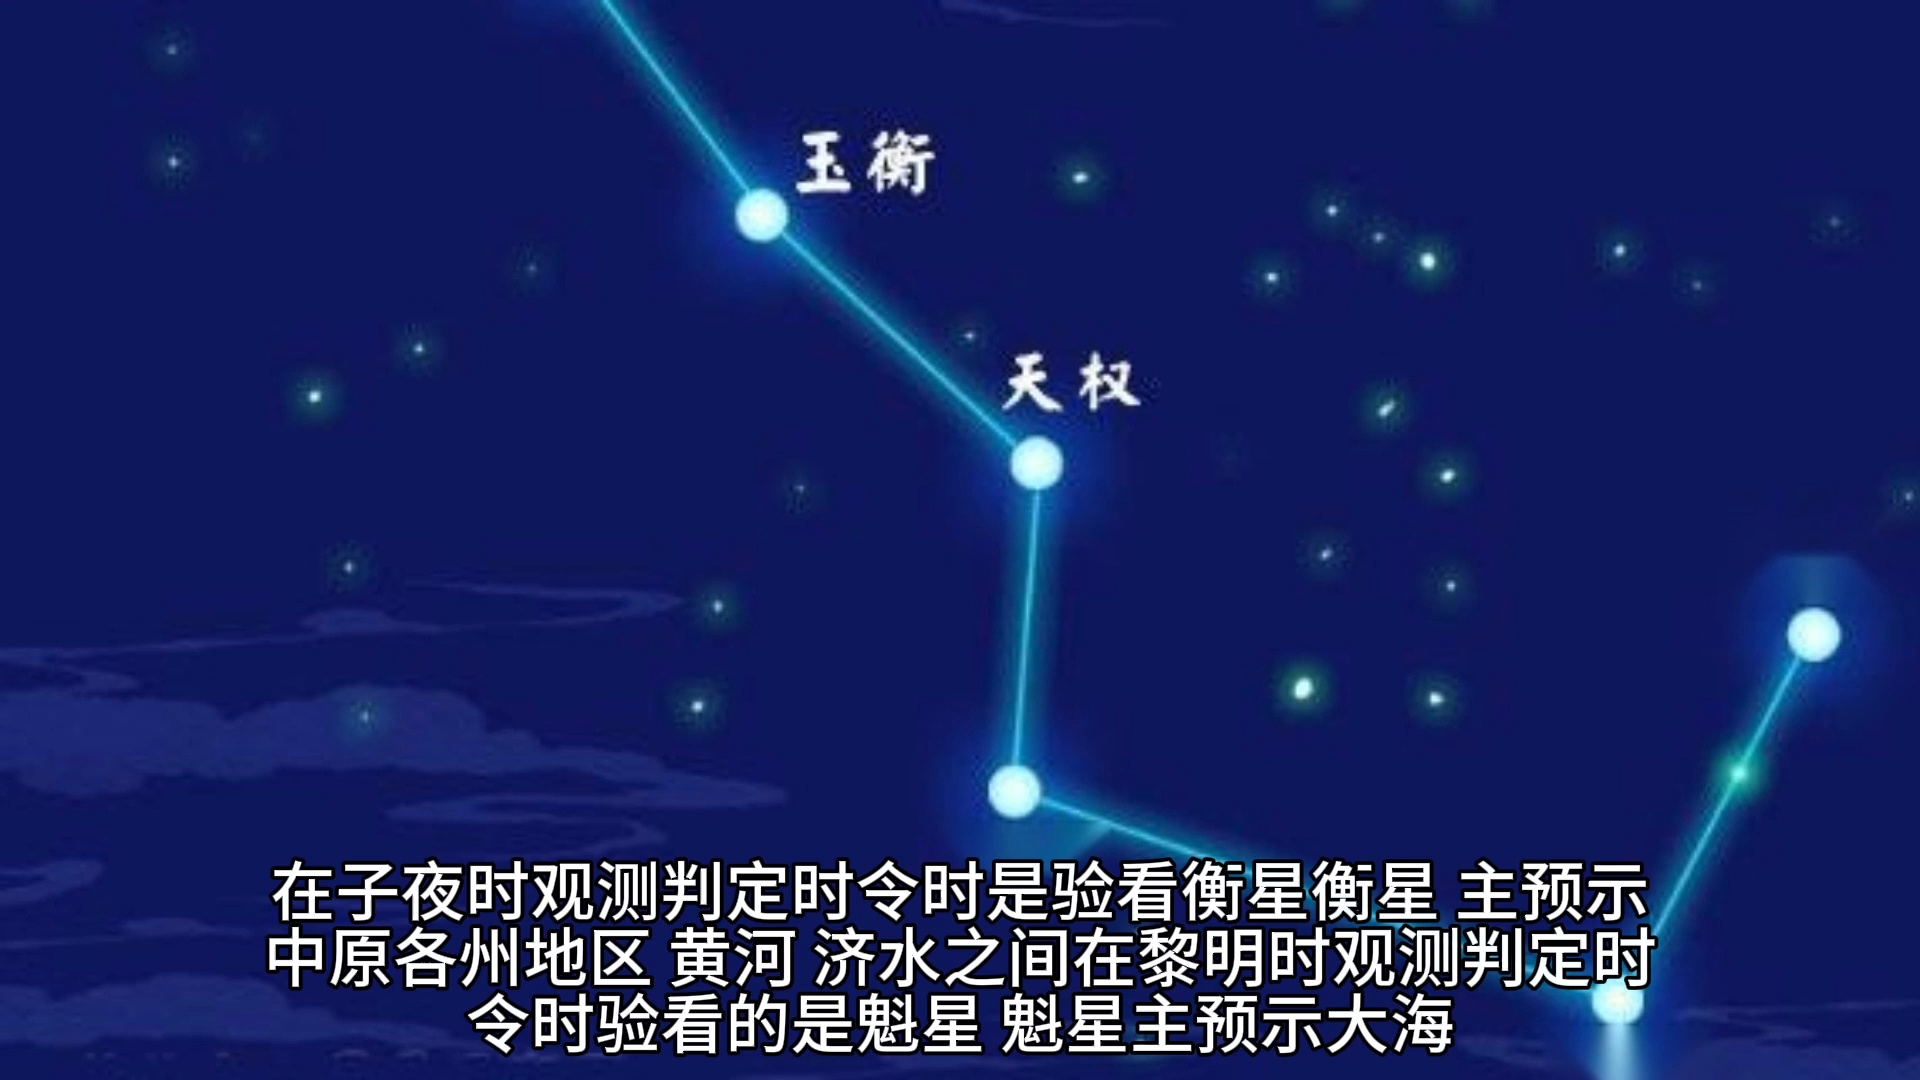 玉衡
天权
在子夜时观测判定时令时是验看衡星衡星 主预示
中原各州地区 黄河 济水之间在黎明时观测判定时
令时验看的是魁星 魁星主预示大海